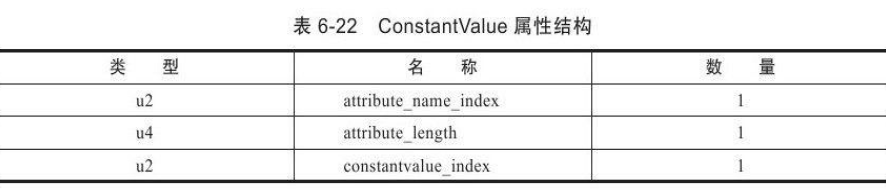 表 6-22 ConstantValue 属性结构
类 型 名 称 数 量
u2 attribute_name_index 1
u4 attribute_length 1
u2 constantvalue_index 1